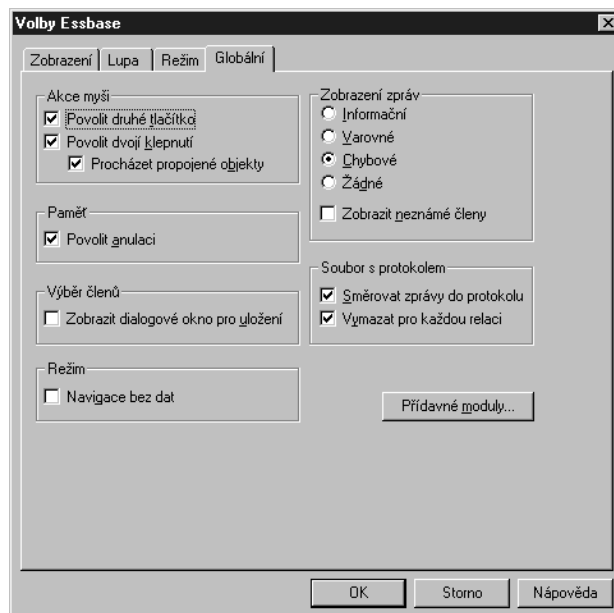 Volby Essbase
Zobrazení
Lupa
Režim
Globální
Akce myši
Povolit druhé tlačítko
Povolit dvojí klepnutí
Procházet propojené objekty
Paměť
Povolit anulaci
Výběr členů
Zobrazit dialogové okno pro uložení
Režim
Navigace bez dat
Zobrazení zpráv
Informační
Varovné
Chybové
Žádné
Zobrazit neznámé členy
Soubor s protokolem
Směrovat zprávy do protokolu
Vymazat pro každou relaci
Přídavné moduly...
OK
Storno
Nápověda